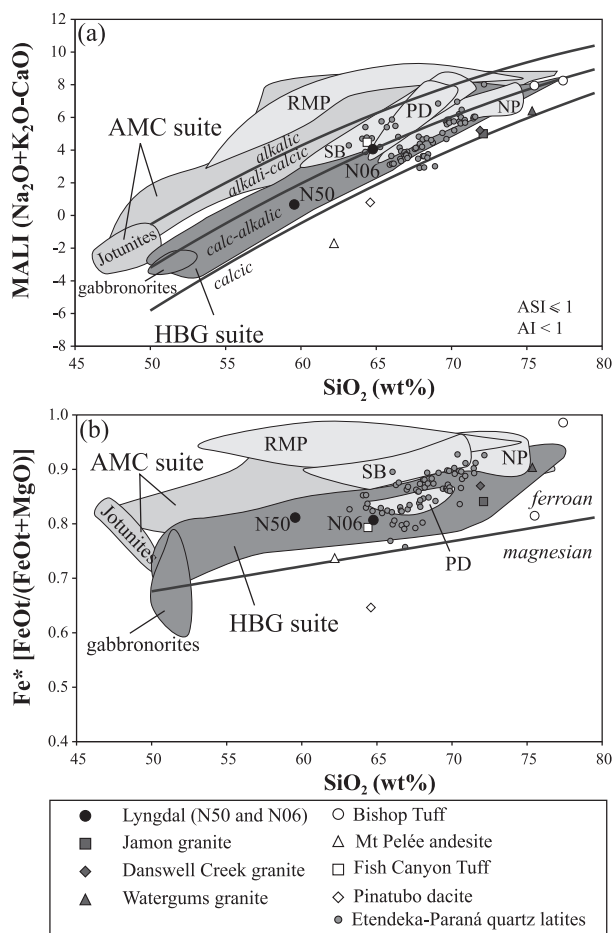 (a)
12
10
8
6
4
2
0
-2
-4
-6
-8
MALI (Na₂O+K₂O-CaO)
RMP
PD
NP
AMC suite
SB
N06
N50
alkalic
alkali-calcic
calc-alkalic
calcic
Jotunites
gabbronorites
HBG suite
ASI ⩽ 1
AI < 1
45 50 55 60 65 70 75 80
SiO₂ (wt%)
(b)
1.0
0.9
0.8
0.7
0.6
0.5
0.4
Fe* [FeOt/(FeOt+MgO)]
RMP
AMC suite
SB
NP
Jotunites
N50
N06
ferroan
PD
magnesian
HBG suite
gabbronorites
45 50 55 60 65 70 75 80
SiO₂ (wt%)
Lyngdal (N50 and N06)
Jamon granite
Danswell Creek granite
Watergums granite
Bishop Tuff
Mt Pelée andesite
Fish Canyon Tuff
Pinatubo dacite
Etendeka-Paraná quartz latites